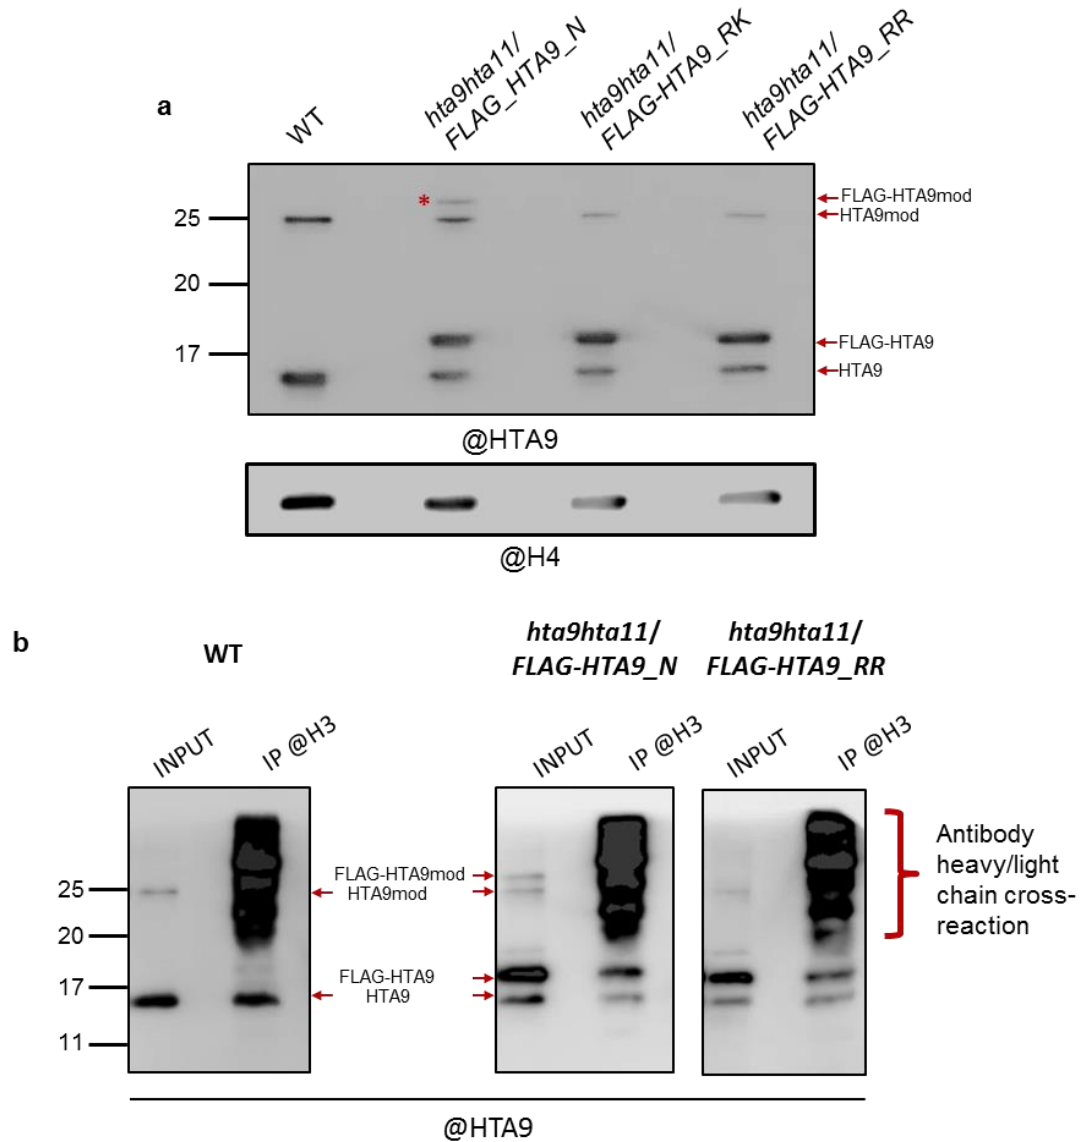 a
WT
hta9hta11/
FLAG_HTA9_N
hta9hta11/
FLAG-HTA9_RK
hta9hta11/
FLAG-HTA9_RR
*
25
20
17
FLAG-HTA9mod
HTA9mod
FLAG-HTA9
HTA9
@HTA9
@H4
b
WT
hta9hta11/
FLAG-HTA9_N
hta9hta11/
FLAG-HTA9_RR
INPUT
IP @H3
INPUT
IP @H3
INPUT
IP @H3
25
20
17
11
FLAG-HTA9mod
HTA9mod
FLAG-HTA9
HTA9
Antibody
heavy/light
chain cross-
reaction
@HTA9